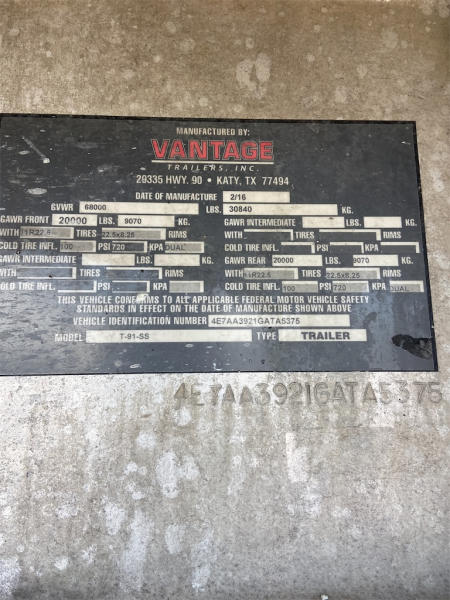 MANUFACTURED BY:
VANTAGE
TRAILERS, INC.
29335 HWY. 90 • KATY, TX 77494
DATE OF MANUFACTURE 2/16
GVWR 68000 LBS. 30840 KG.
GAWR FRONT 20000 LBS. 9070 KG. GAWR INTERMEDIATE LBS. KG.
WITH 11R22.5 TIRES 22.5x8.25 RIMS WITH TIRES RIMS
COLD TIRE INFL. 100 PSI 720 KPA DUAL COLD TIRE INFL. PSI KPA
GAWR INTERMEDIATE LBS. KG. GAWR REAR 20000 LBS. 9070 KG.
WITH TIRES RIMS WITH 11R22.5 TIRES 22.5x8.25 RIMS
COLD TIRE INFL. PSI KPA COLD TIRE INFL. 100 PSI 720 KPA DUAL
THIS VEHICLE CONFORMS TO ALL APPLICABLE FEDERAL MOTOR VEHICLE SAFETY
STANDARDS IN EFFECT ON THE DATE OF MANUFACTURE SHOWN ABOVE
VEHICLE IDENTIFICATION NUMBER 4E7AA3921GATA5375
MODEL T-91-SS TYPE TRAILER
4E7AA3921GATA5375